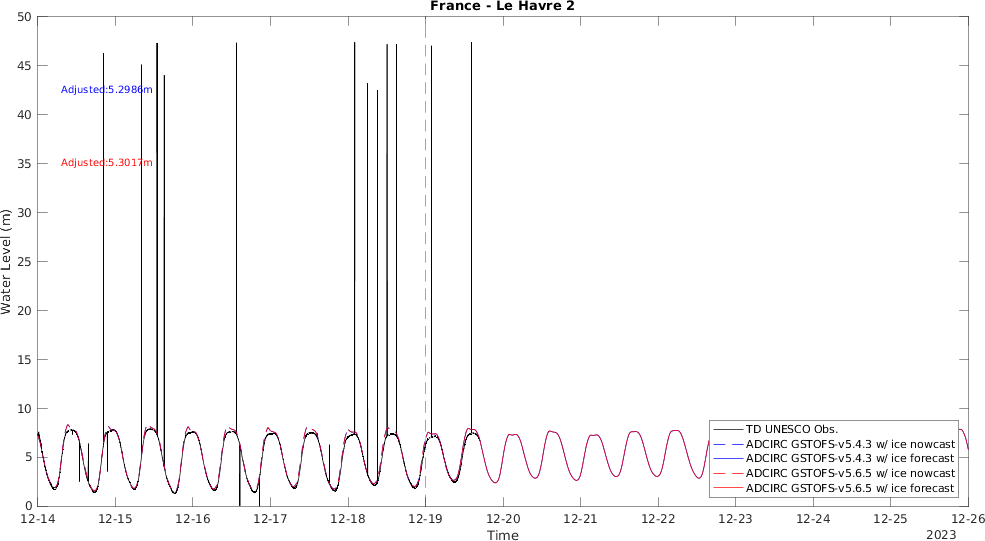 France - Le Havre 2
50
45
40
35
30
25
20
15
10
5
0
Water Level (m)
Adjusted:5.2986m
Adjusted:5.3017m
TD UNESCO Obs.
ADCIRC GSTOFS-v5.4.3 w/ ice nowcast
ADCIRC GSTOFS-v5.4.3 w/ ice forecast
ADCIRC GSTOFS-v5.6.5 w/ ice nowcast
ADCIRC GSTOFS-v5.6.5 w/ ice forecast
12-14 12-15 12-16 12-17 12-18 12-19 12-20 12-21 12-22 12-23 12-24 12-25 12-26
Time
2023